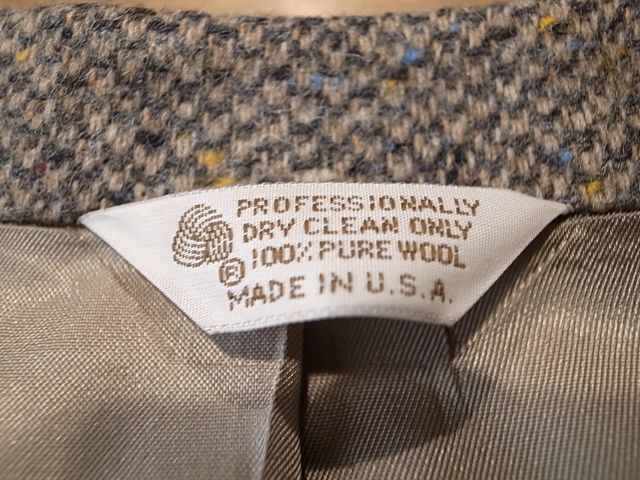 PROFESSIONALLY
DRY CLEAN ONLY
Ⓟ 100% PURE WOOL
MADE IN U.S.A.